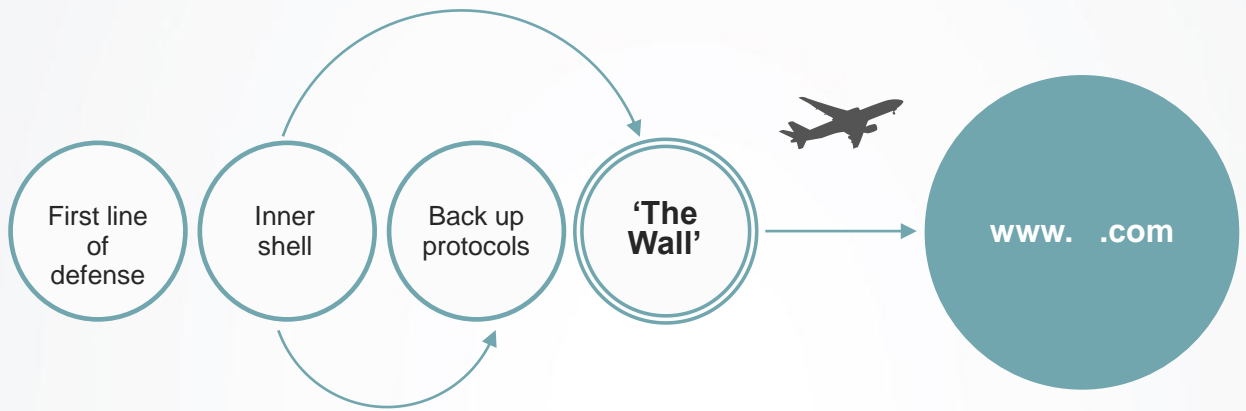 First line
of
defense
Inner
shell
Back up
protocols
‘The
Wall’
www. .com